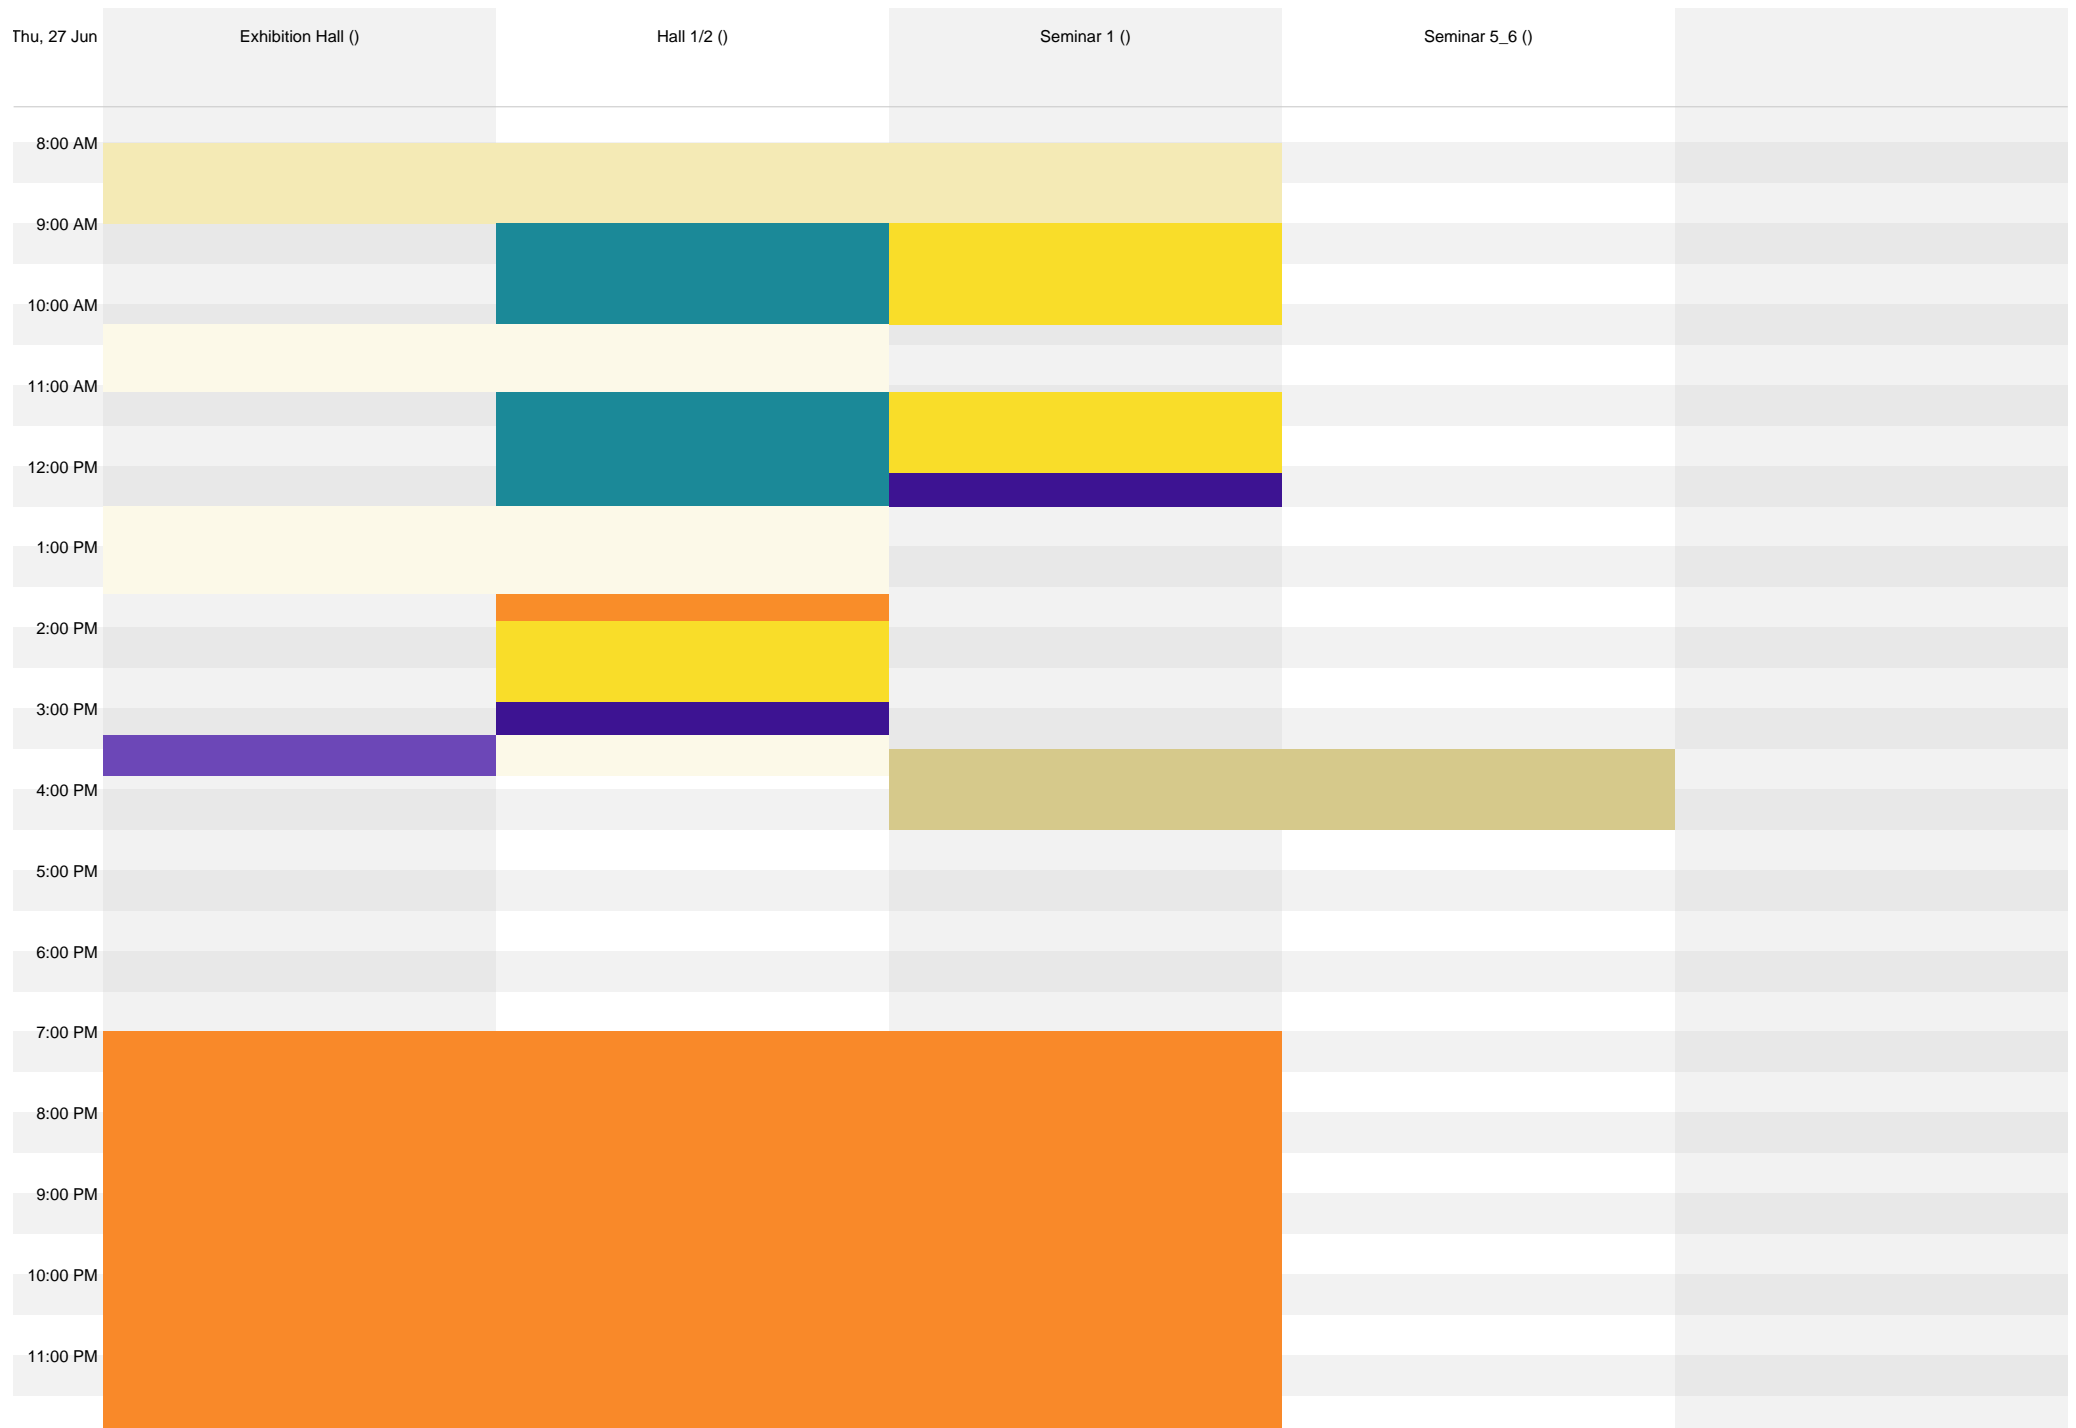 Thu, 27 Jun Exhibition Hall () Hall 1/2 () Seminar 1 () Seminar 5_6 ()
8:00 AM
9:00 AM
10:00 AM
11:00 AM
12:00 PM
1:00 PM
2:00 PM
3:00 PM
4:00 PM
5:00 PM
6:00 PM
7:00 PM
8:00 PM
9:00 PM
10:00 PM
11:00 PM